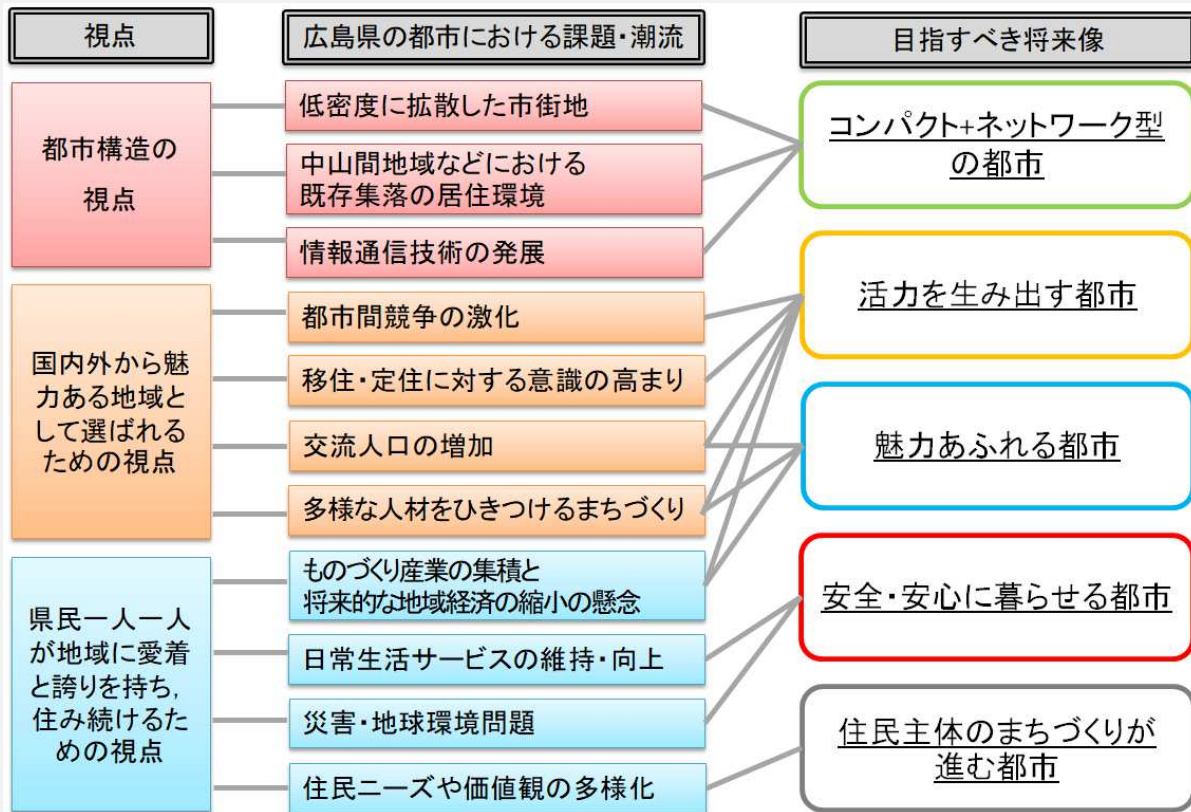 視点
広島県の都市における課題・潮流
目指すべき将来像
都市構造の
視点
低密度に拡散した市街地
中山間地域などにおける
既存集落の居住環境
情報通信技術の発展
国内外から魅
力ある地域と
して選ばれる
ための視点
都市間競争の激化
移住・定住に対する意識の高まり
交流人口の増加
多様な人材をひきつけるまちづくり
県民一人一人
が地域に愛着
と誇りを持ち,
住み続けるた
めの視点
ものづくり産業の集積と
将来的な地域経済の縮小の懸念
日常生活サービスの維持・向上
災害・地球環境問題
住民ニーズや価値観の多様化
コンパクト+ネットワーク型
の都市
活力を生み出す都市
魅力あふれる都市
安全・安心に暮らせる都市
住民主体のまちづくりが
進む都市